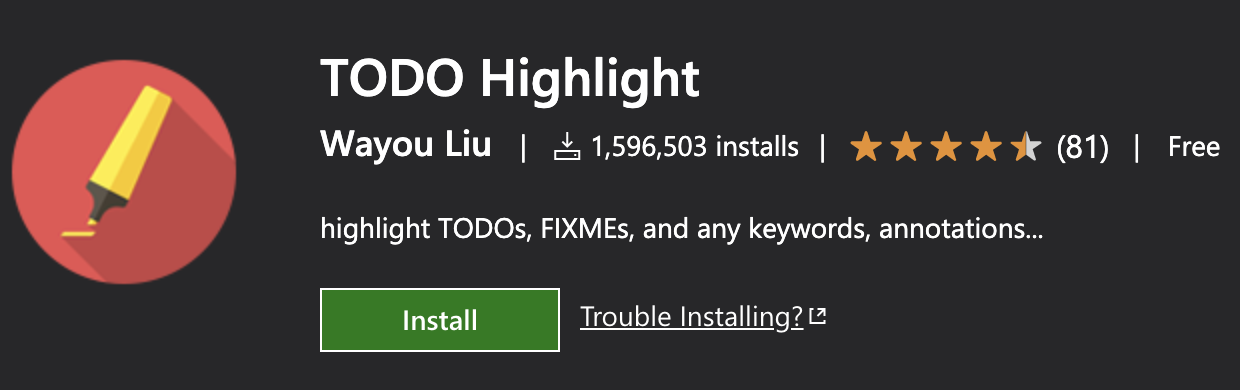 TODO Highlight
Wayou Liu | 1,596,503 installs | (81) | Free
highlight TODOs, FIXMEs, and any keywords, annotations...
Install Trouble Installing?